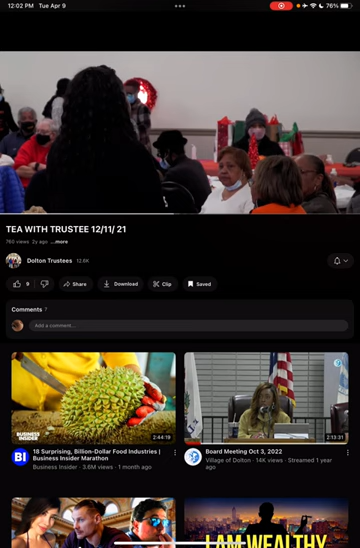 12:02 PM Tue Apr 9
76%
TEA WITH TRUSTEE 12/11/ 21
765 views 2y ago ...more
Dolton Trustees 12.6K
9
Share
Download
Clip
Saved
Comments 7
Add a comment...
BUSINESS
INSIDER
2:44:19
2:13:31
BI
18 Surprising, Billion-Dollar Food Industries |
Business Insider Marathon
Business Insider · 3.6M views · 1 month ago
Board Meeting Oct 3, 2022
Village of Dolton · 14K views · Streamed 1 year
ago
I AM WEALTHY